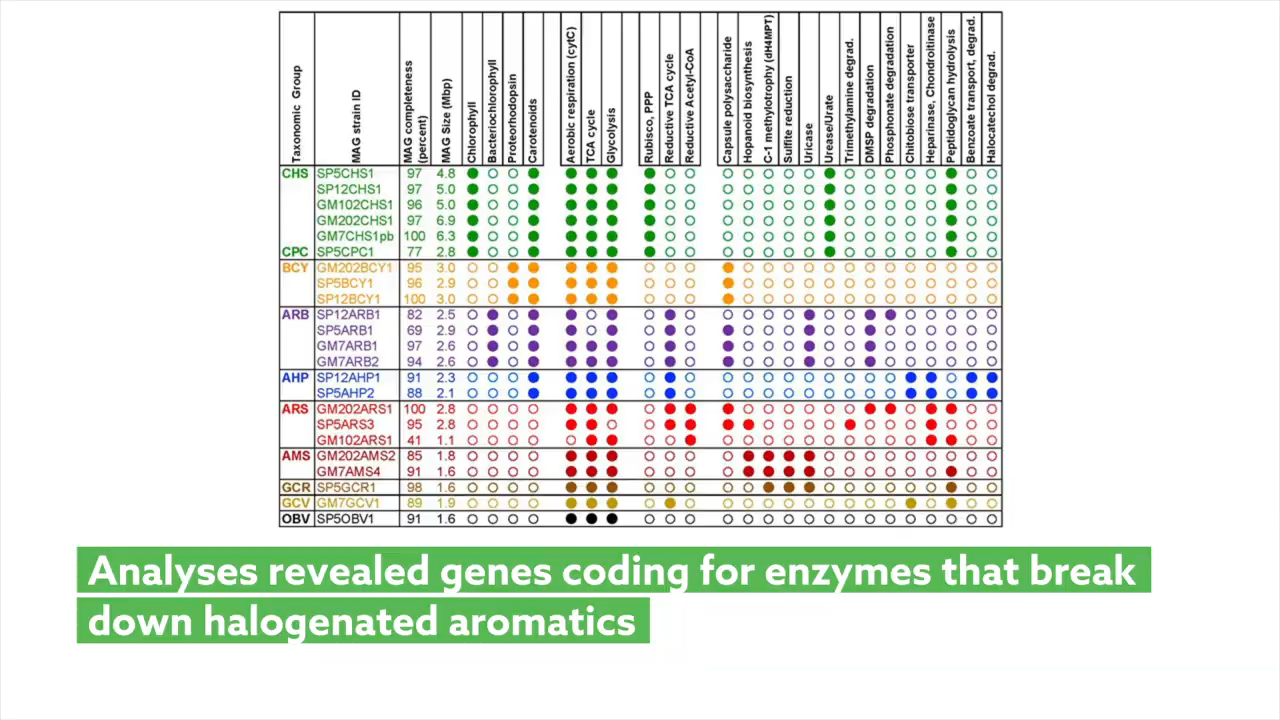 Taxonomic Group
MAG strain ID
MAG completeness (percent)
MAG Size (Mbp)
Chlorophyll
Bacteriochlorophyll
Proteorhodopsin
Carotenoids
Aerobic respiration (cytC)
TCA cycle
Glycolysis
Rubisco, PPP
Reductive TCA cycle
Reductive Acetyl-CoA
Capsule polysaccharide
Hopanoid biosynthesis
C-1 methylotrophy (dH4MPT)
Sulfite reduction
Uricase
Urease/Urate
Trimethylamine degrad.
DMSP degradation
Phosphonate degradation
Chitobiose transporter
Heparinase, Chondroitinase
Peptidoglycan hydrolysis
Benzoate transport, degrad.
Halocatechol degrad.
CHS SP5CHS1 97 4.8
SP12CHS1 97 5.0
GM102CHS1 96 5.0
GM202CHS1 97 6.9
GM7CHS1pb 100 6.3
CPC SP5CPC1 77 2.8
BCY GM202BCY1 95 3.0
SP5BCY1 96 2.9
SP12BCY1 100 3.0
ARB SP12ARB1 82 2.5
SP5ARB1 69 2.9
GM7ARB1 97 2.6
GM7ARB2 94 2.6
AHP SP12AHP1 91 2.3
SP5AHP2 88 2.1
ARS GM202ARS1 100 2.8
SP5ARS3 95 2.8
GM102ARS1 41 1.1
AMS GM202AMS2 85 1.8
GM7AMS4 91 1.6
GCR SP5GCR1 98 1.6
GCV GM7GCV1 89 1.9
OBV SP5OBV1 91 1.6
Analyses revealed genes coding for enzymes that break
down halogenated aromatics